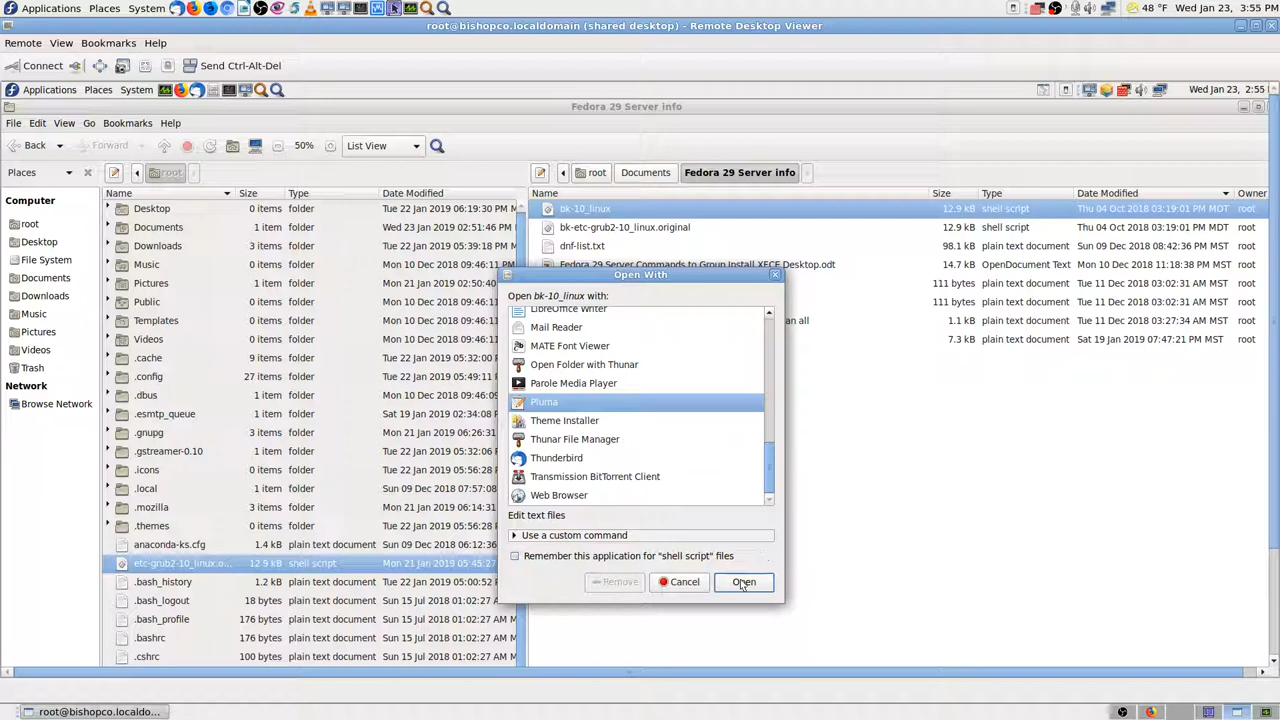 Applications Places System 48 °F Wed Jan 23, 3:55 PM
root@bishopco.localdomain (shared desktop) - Remote Desktop Viewer
Remote View Bookmarks Help
Connect Send Ctrl-Alt-Del
Applications Places System Wed Jan 23, 2:55
Fedora 29 Server info
File Edit View Go Bookmarks Help
Back Forward 50% List View
Places root root Documents Fedora 29 Server info
Name Size Type Date Modified Name Size Type Date Modified Owner
Computer
root
Desktop
File System
Documents
Downloads
Music
Pictures
Videos
Trash
Network
Browse Network
Desktop 0 items folder Tue 22 Jan 2019 06:19:30 PM M
Documents 1 item folder Wed 23 Jan 2019 02:51:46 PM M
Downloads 3 items folder Tue 22 Jan 2019 05:39:18 PM M
Music 0 items folder Mon 10 Dec 2018 09:46:11
Pictures 1 item folder Mon 21 Jan 2019 02:50:40
Public 0 items folder Mon 10 Dec 2018 09:46:11
Templates 0 items folder Mon 10 Dec 2018 09:46:11
Videos 0 items folder Mon 10 Dec 2018 09:46:11
.cache 9 items folder Tue 22 Jan 2019 05:32:00
.config 27 items folder Tue 22 Jan 2019 05:49:11
.dbus 1 item folder Mon 10 Dec 2018 09:46:11
.esmtp_queue 1 item folder Sat 19 Jan 2019 02:34:08
.gnupg 9 items folder Mon 21 Jan 2019 06:26:31
.gstreamer-0.10 1 item folder Tue 22 Jan 2019 05:32:06
.icons 0 items folder Tue 22 Jan 2019 05:56:28
.local 1 item folder Sun 09 Dec 2018 07:57:08
.mozilla 3 items folder Mon 21 Jan 2019 06:14:31
.themes 0 items folder Tue 22 Jan 2019 05:56:28
anaconda-ks.cfg 1.4 kB plain text document Sun 09 Dec 2018 06:12:36
etc-grub2-10_linux.o... 12.9 kB shell script Mon 21 Jan 2019 05:45:27
.bash_history 1.2 kB plain text document Tue 22 Jan 2019 05:00:52
.bash_logout 18 bytes plain text document Sun 15 Jul 2018 01:02:27 AM M
.bash_profile 176 bytes plain text document Sun 15 Jul 2018 01:02:27 AM M
.bashrc 176 bytes plain text document Sun 15 Jul 2018 01:02:27 AM M
.cshrc 100 bytes plain text document Sun 15 Jul 2018 01:02:27 AM M
bk-10_linux 12.9 kB shell script Thu 04 Oct 2018 03:19:01 PM MDT root
bk-etc-grub2-10_linux.original 12.9 kB shell script Thu 04 Oct 2018 03:19:01 PM MDT root
dnf-list.txt 98.1 kB plain text document Sun 09 Dec 2018 08:42:36 PM MST root
Fedora 29 Server Commands to Group Install XFCE Desktop.odt 14.7 kB OpenDocument Text Mon 10 Dec 2018 11:18:38 PM MST root
111 bytes plain text document Tue 11 Dec 2018 03:02:31 AM MST root
111 bytes plain text document Tue 11 Dec 2018 03:02:31 AM MST root
an all 1.1 kB plain text document Tue 11 Dec 2018 03:27:34 AM MST root
7.3 kB plain text document Sat 19 Jan 2019 07:47:21 PM MST root
Open With
Open bk-10_linux with:
LibreOffice Writer
Mail Reader
MATE Font Viewer
Open Folder with Thunar
Parole Media Player
Pluma
Theme Installer
Thunar File Manager
Thunderbird
Transmission BitTorrent Client
Web Browser
Edit text files
Use a custom command
Remember this application for "shell script" files
Remove Cancel Open
root@bishopco.localdo...